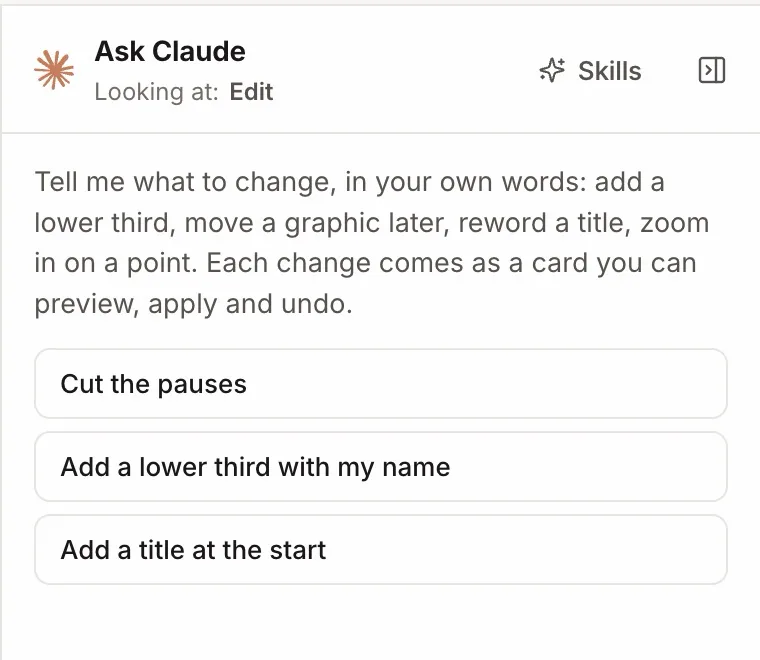 Ask Claude
Looking at: Edit
Skills
Tell me what to change, in your own words: add a
lower third, move a graphic later, reword a title, zoom
in on a point. Each change comes as a card you can
preview, apply and undo.
Cut the pauses
Add a lower third with my name
Add a title at the start